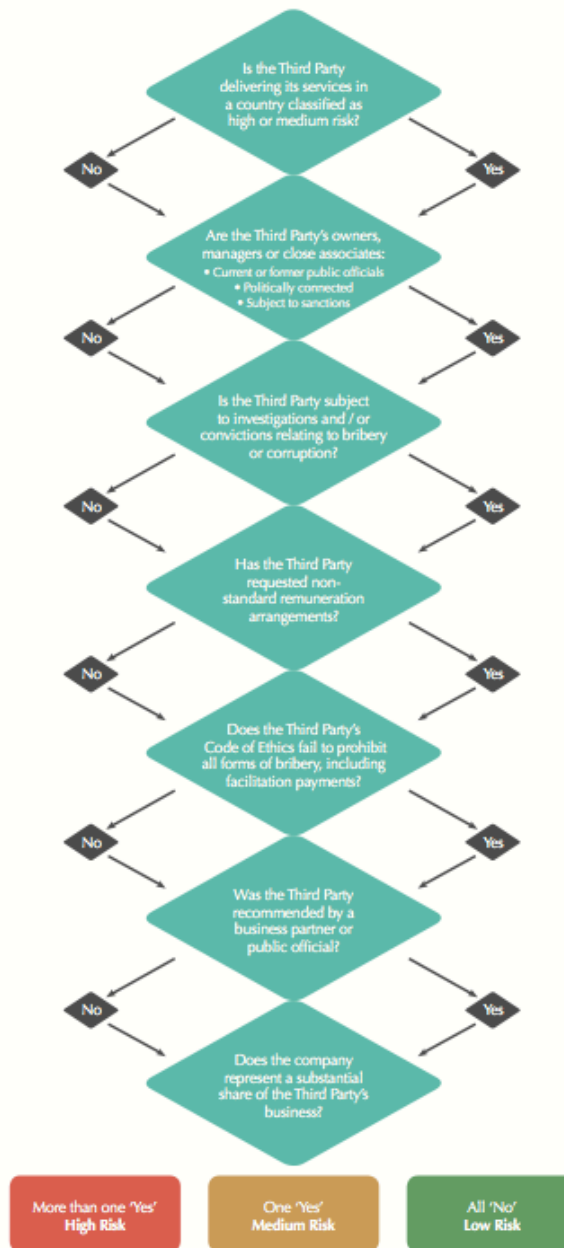 Is the Third Party
delivering its services in
a country classified as
high or medium risk?
No
Yes
Are the Third Party's owners,
managers or close associates:
• Current or former public officials
• Politically connected
• Subject to sanctions
No
Yes
Is the Third Party subject
to investigations and / or
convictions relating to bribery
or corruption?
No
Yes
Has the Third Party
requested non-
standard remuneration
arrangements?
No
Yes
Does the Third Party's
Code of Ethics fail to prohibit
all forms of bribery, including
facilitation payments?
No
Yes
Was the Third Party
recommended by a
business partner or
public official?
No
Yes
Does the company
represent a substantial
share of the Third Party's
business?
More than one 'Yes'
High Risk
One 'Yes'
Medium Risk
All 'No'
Low Risk